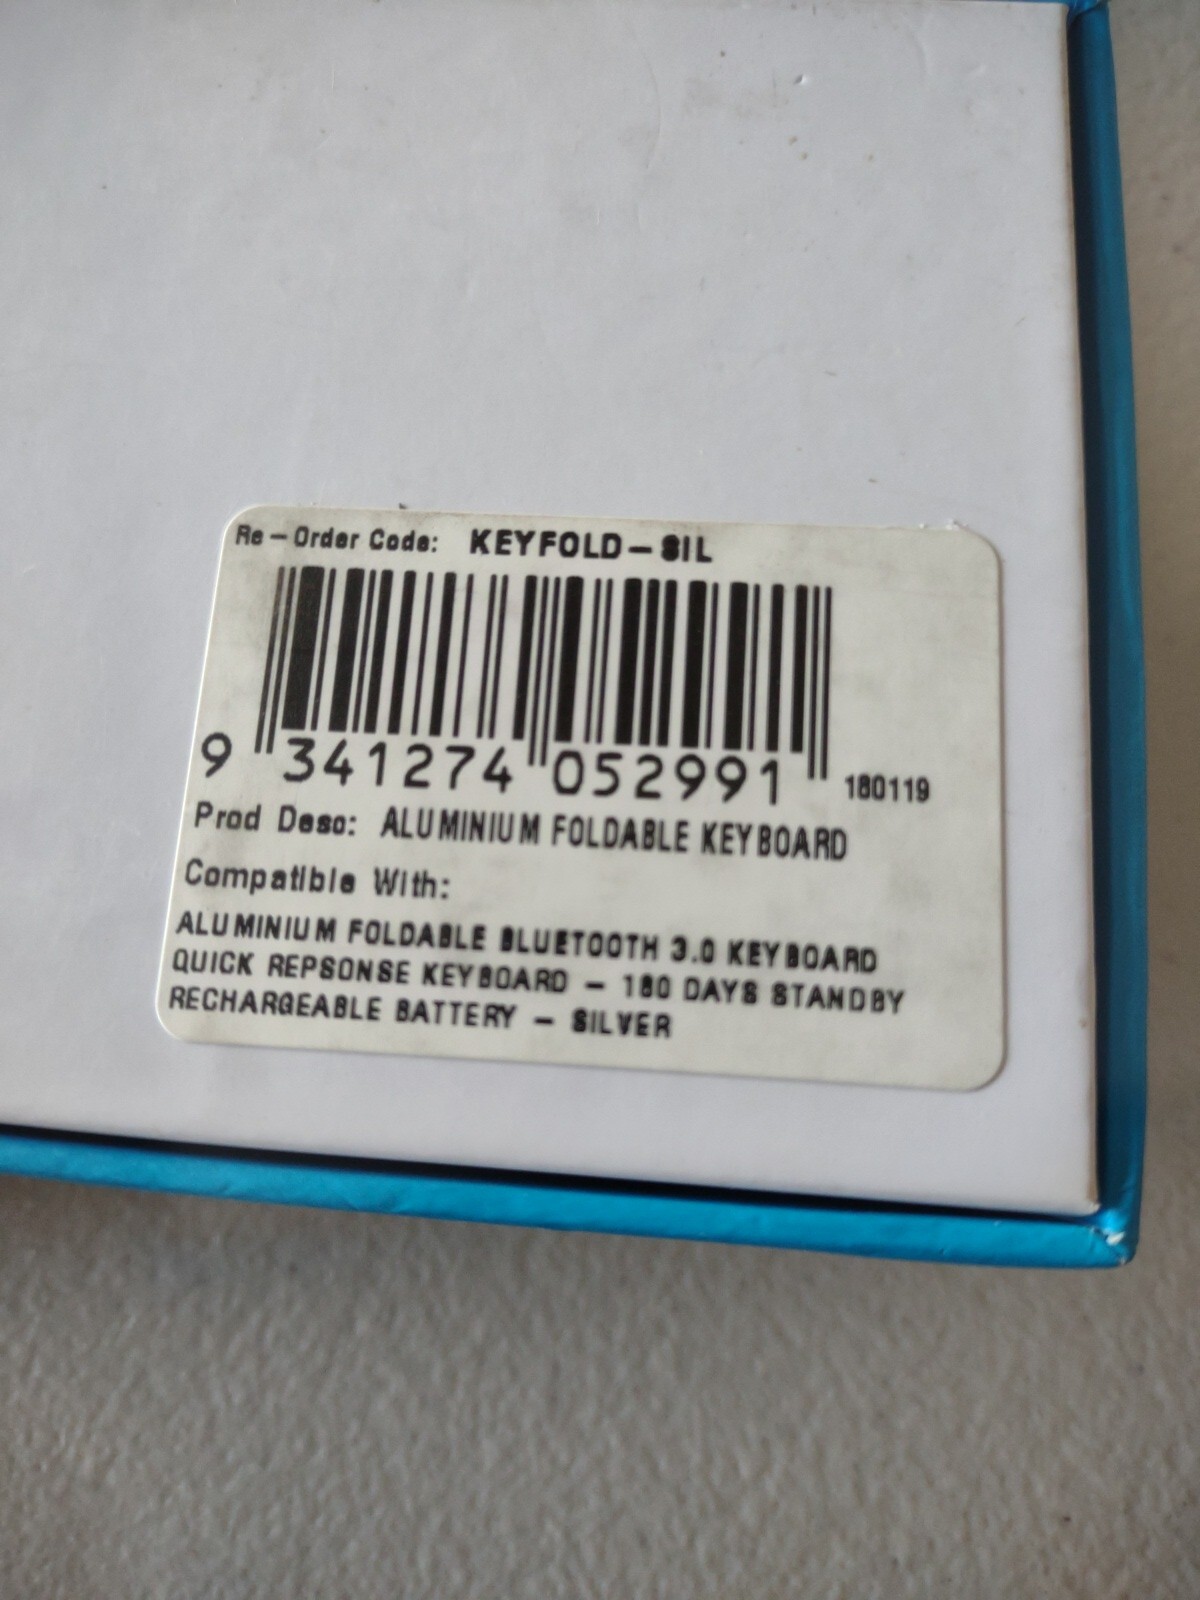 Re-Order Code: KEYFOLD-SIL
9 341274 052991 180119
Prod Desc: ALUMINIUM FOLDABLE KEYBOARD
Compatible With:
ALUMINIUM FOLDABLE BLUETOOTH 3.0 KEYBOARD
QUICK REPSONSE KEYBOARD - 180 DAYS STANDBY
RECHARGEABLE BATTERY - SILVER